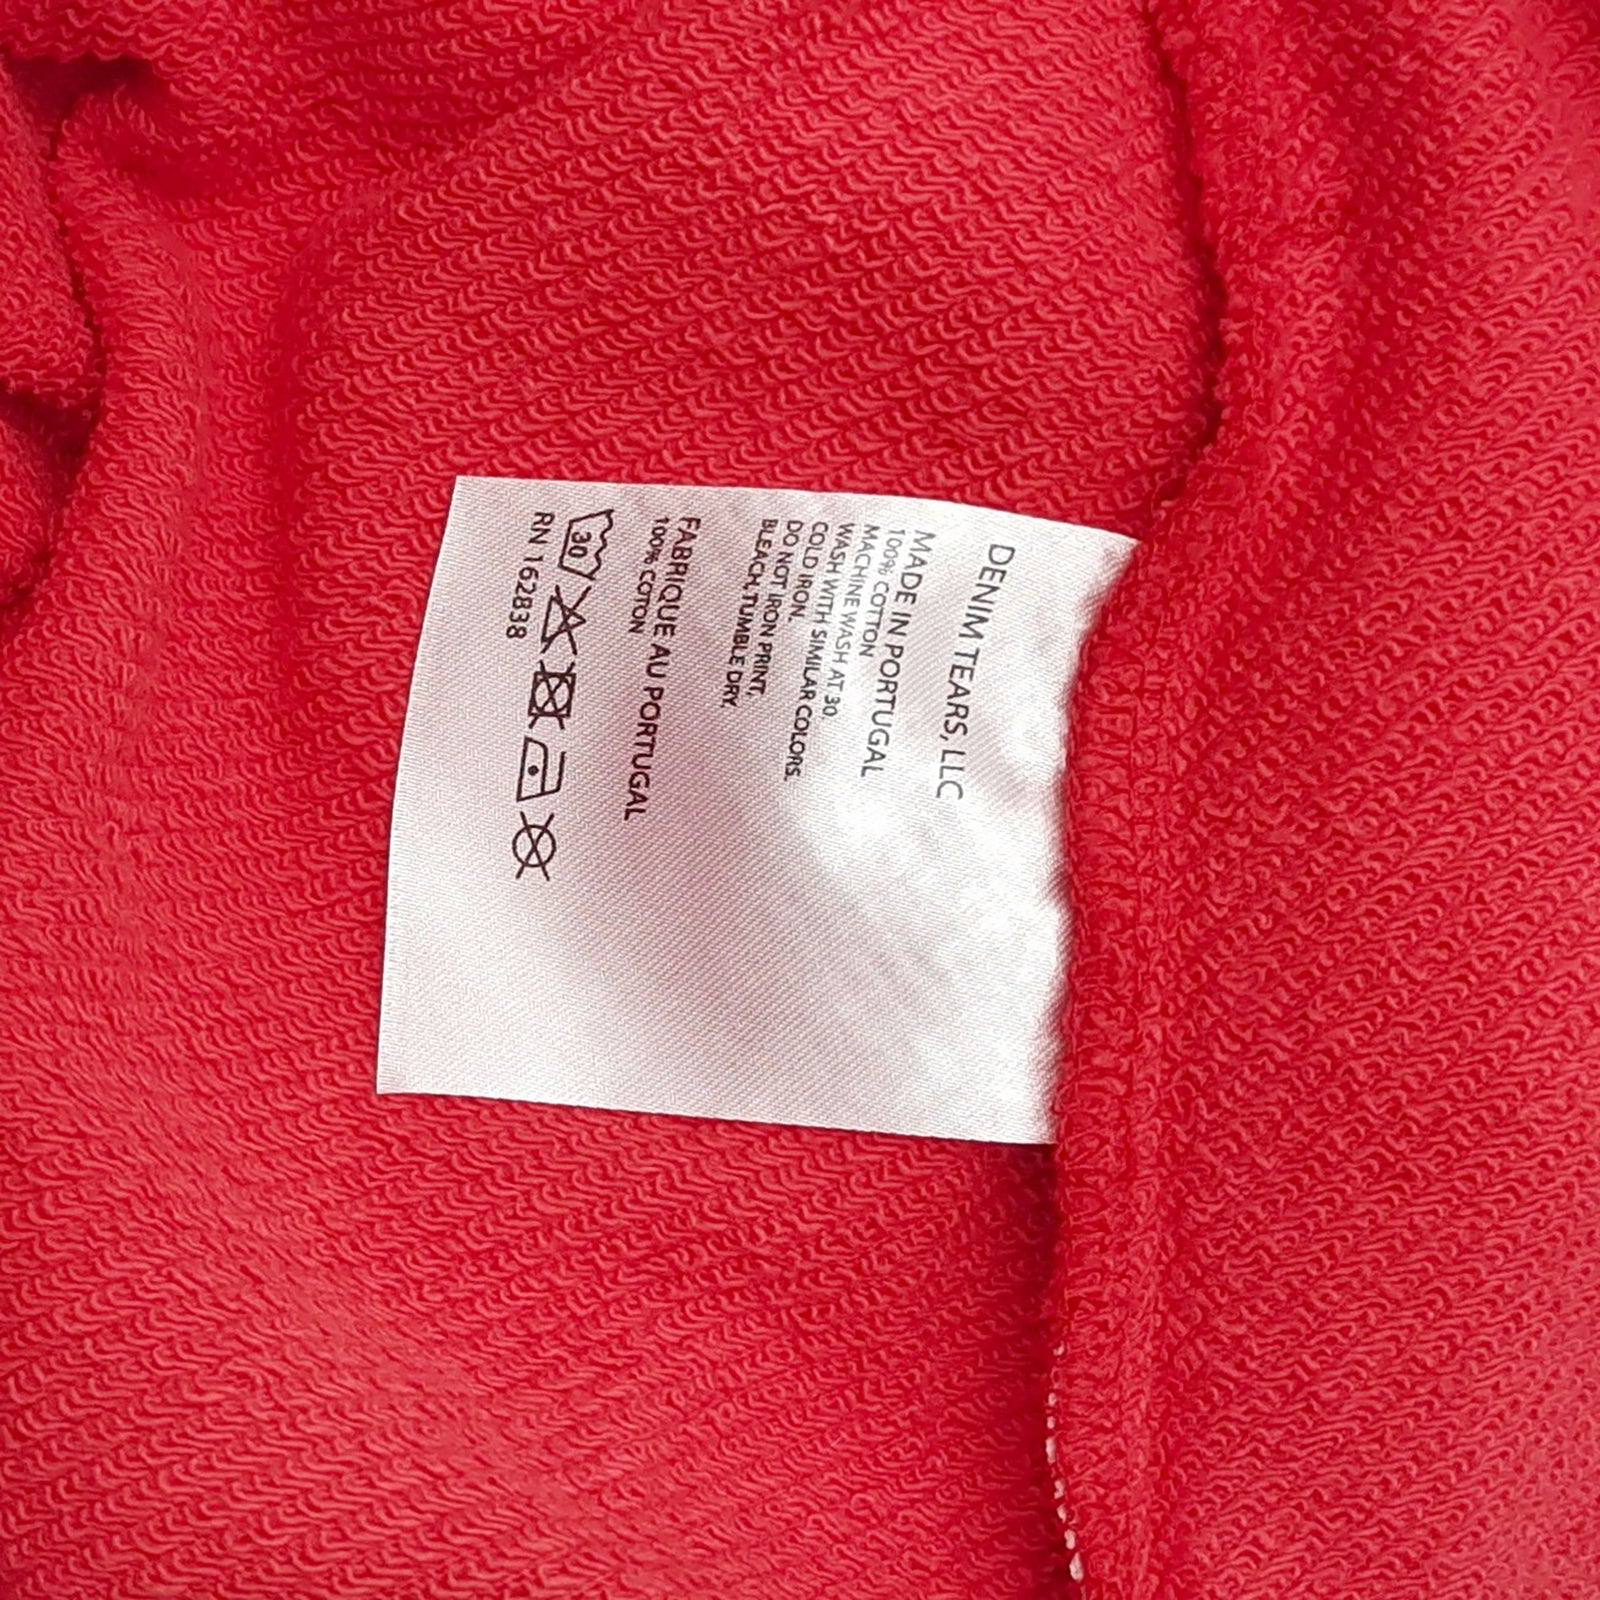 DENIM TEARS, LLC
MADE IN PORTUGAL
100% COTTON
MACHINE WASH AT 30.
WASH WITH SIMILAR COLORS.
COLD IRON.
DO NOT IRON PRINT,
BLEACH, TUMBLE DRY.
FABRIQUE AU PORTUGAL
100% COTON
30
RN 162838